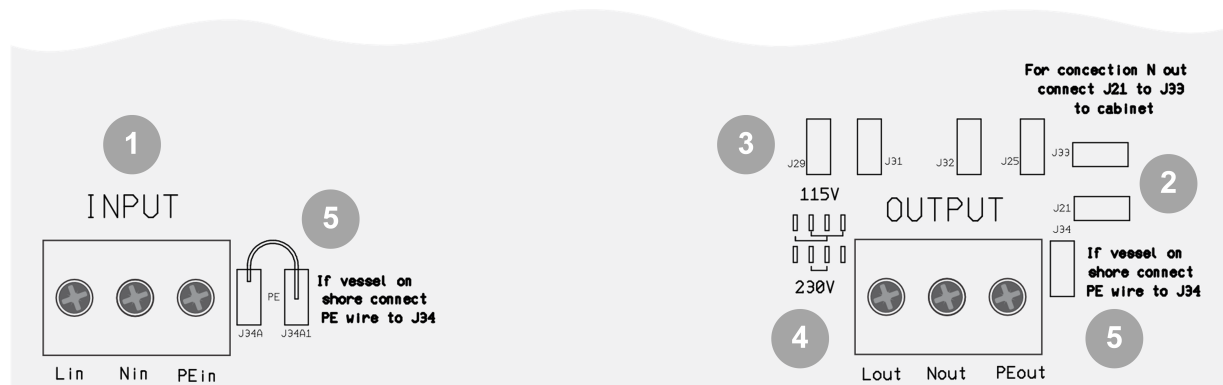 For concection N out
connect J21 to J33
to cabinet
1
3
J29
J31
J32
J25
J33
2
INPUT
5
115V
OUTPUT
J21
J34
If vessel on
shore connect
PE wire to J34
PE
J34A
J34A1
If vessel on
shore connect
PE wire to J34
230V
4
5
Lin
Nin
PEin
Lout
Nout
PEout